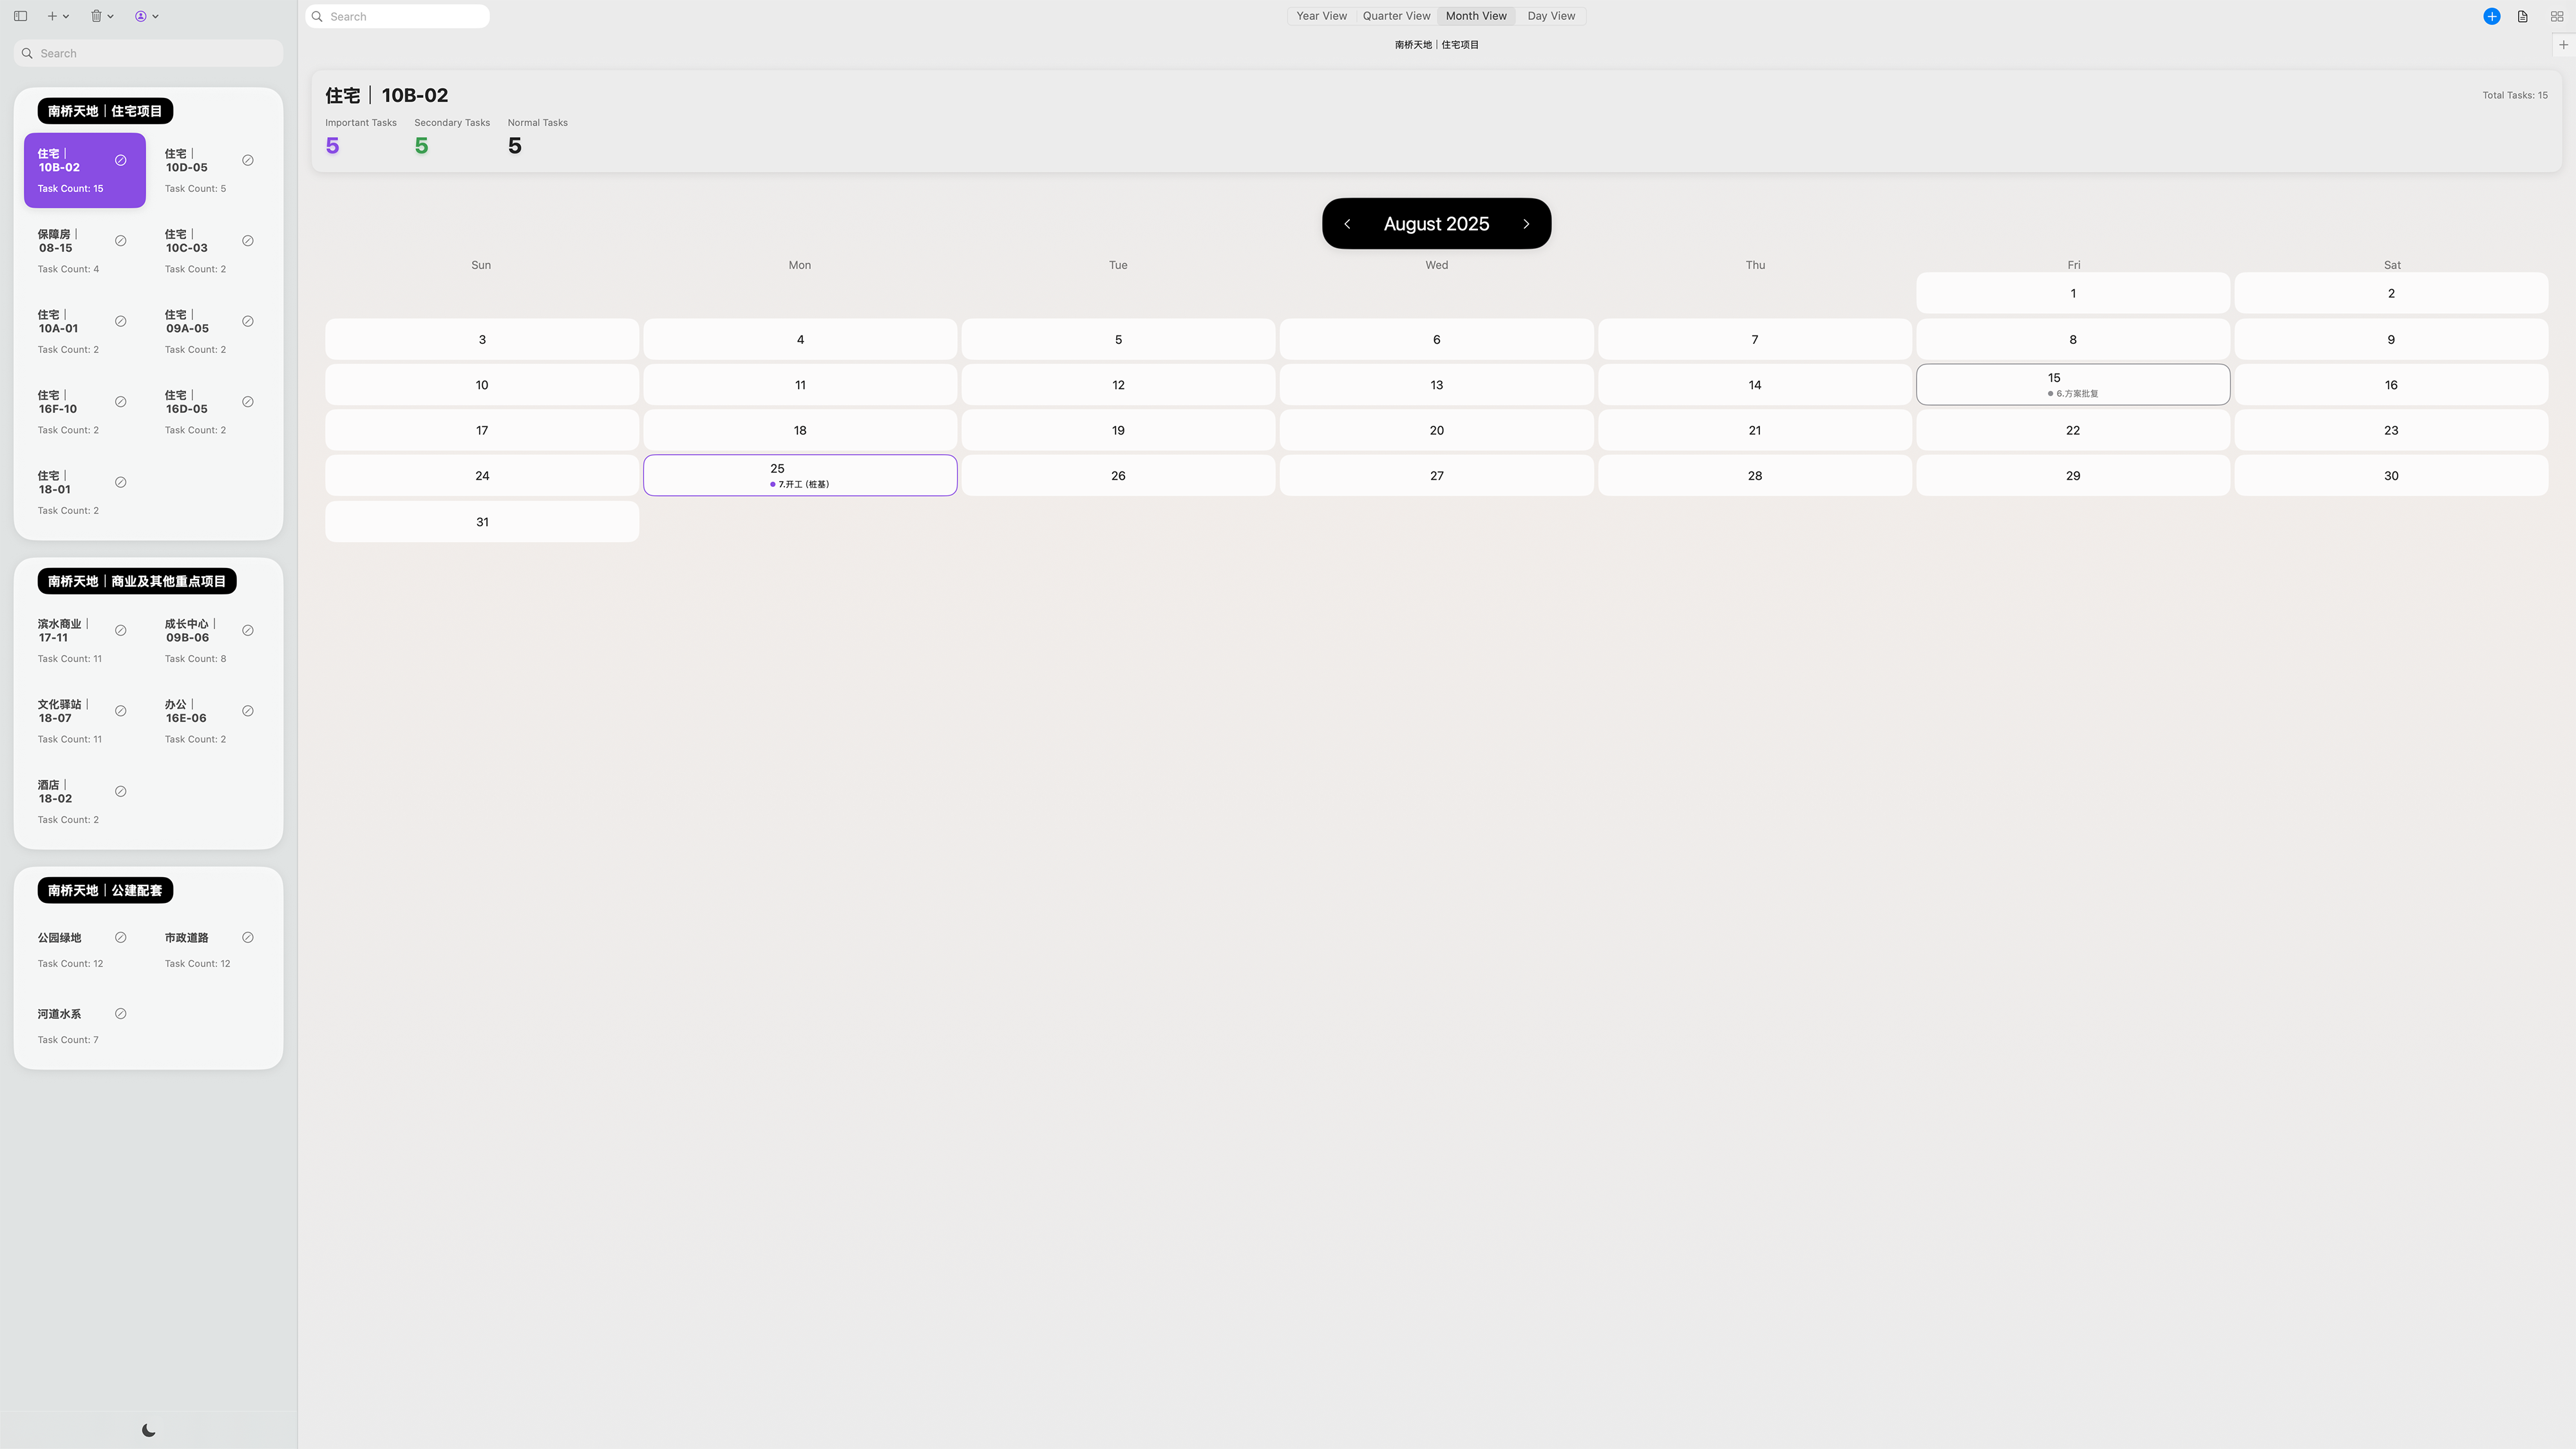 Search
南桥天地｜住宅项目
住宅｜
10B-02
Task Count: 15
住宅｜
10D-05
Task Count: 5
保障房｜
08-15
Task Count: 4
住宅｜
10C-03
Task Count: 2
住宅｜
10A-01
Task Count: 2
住宅｜
09A-05
Task Count: 2
住宅｜
16F-10
Task Count: 2
住宅｜
16D-05
Task Count: 2
住宅｜
18-01
Task Count: 2
南桥天地｜商业及其他重点项目
滨水商业｜
17-11
Task Count: 11
成长中心｜
09B-06
Task Count: 8
文化驿站｜
18-07
Task Count: 11
办公｜
16E-06
Task Count: 2
酒店｜
18-02
Task Count: 2
南桥天地｜公建配套
公园绿地
Task Count: 12
市政道路
Task Count: 12
河道水系
Task Count: 7
Search
Year View Quarter View Month View Day View
南桥天地｜住宅项目
住宅｜10B-02
Total Tasks: 15
Important Tasks Secondary Tasks Normal Tasks
5 5 5
August 2025
Sun Mon Tue Wed Thu Fri Sat
1 2
3 4 5 6 7 8 9
10 11 12 13 14 15 16
6.方案批复
17 18 19 20 21 22 23
24 25 26 27 28 29 30
7.开工 (桩基)
31